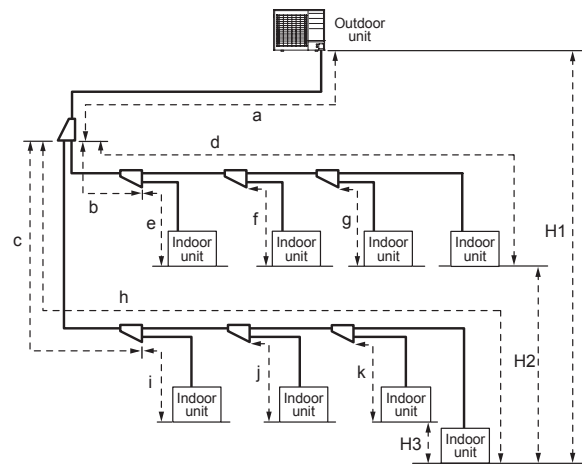 Outdoor
unit
a
d
b
e
f
g
c
H1
Indoor
unit
Indoor
unit
Indoor
unit
Indoor
unit
h
H2
i
j
k
Indoor
unit
Indoor
unit
Indoor
unit
H3
Indoor
unit